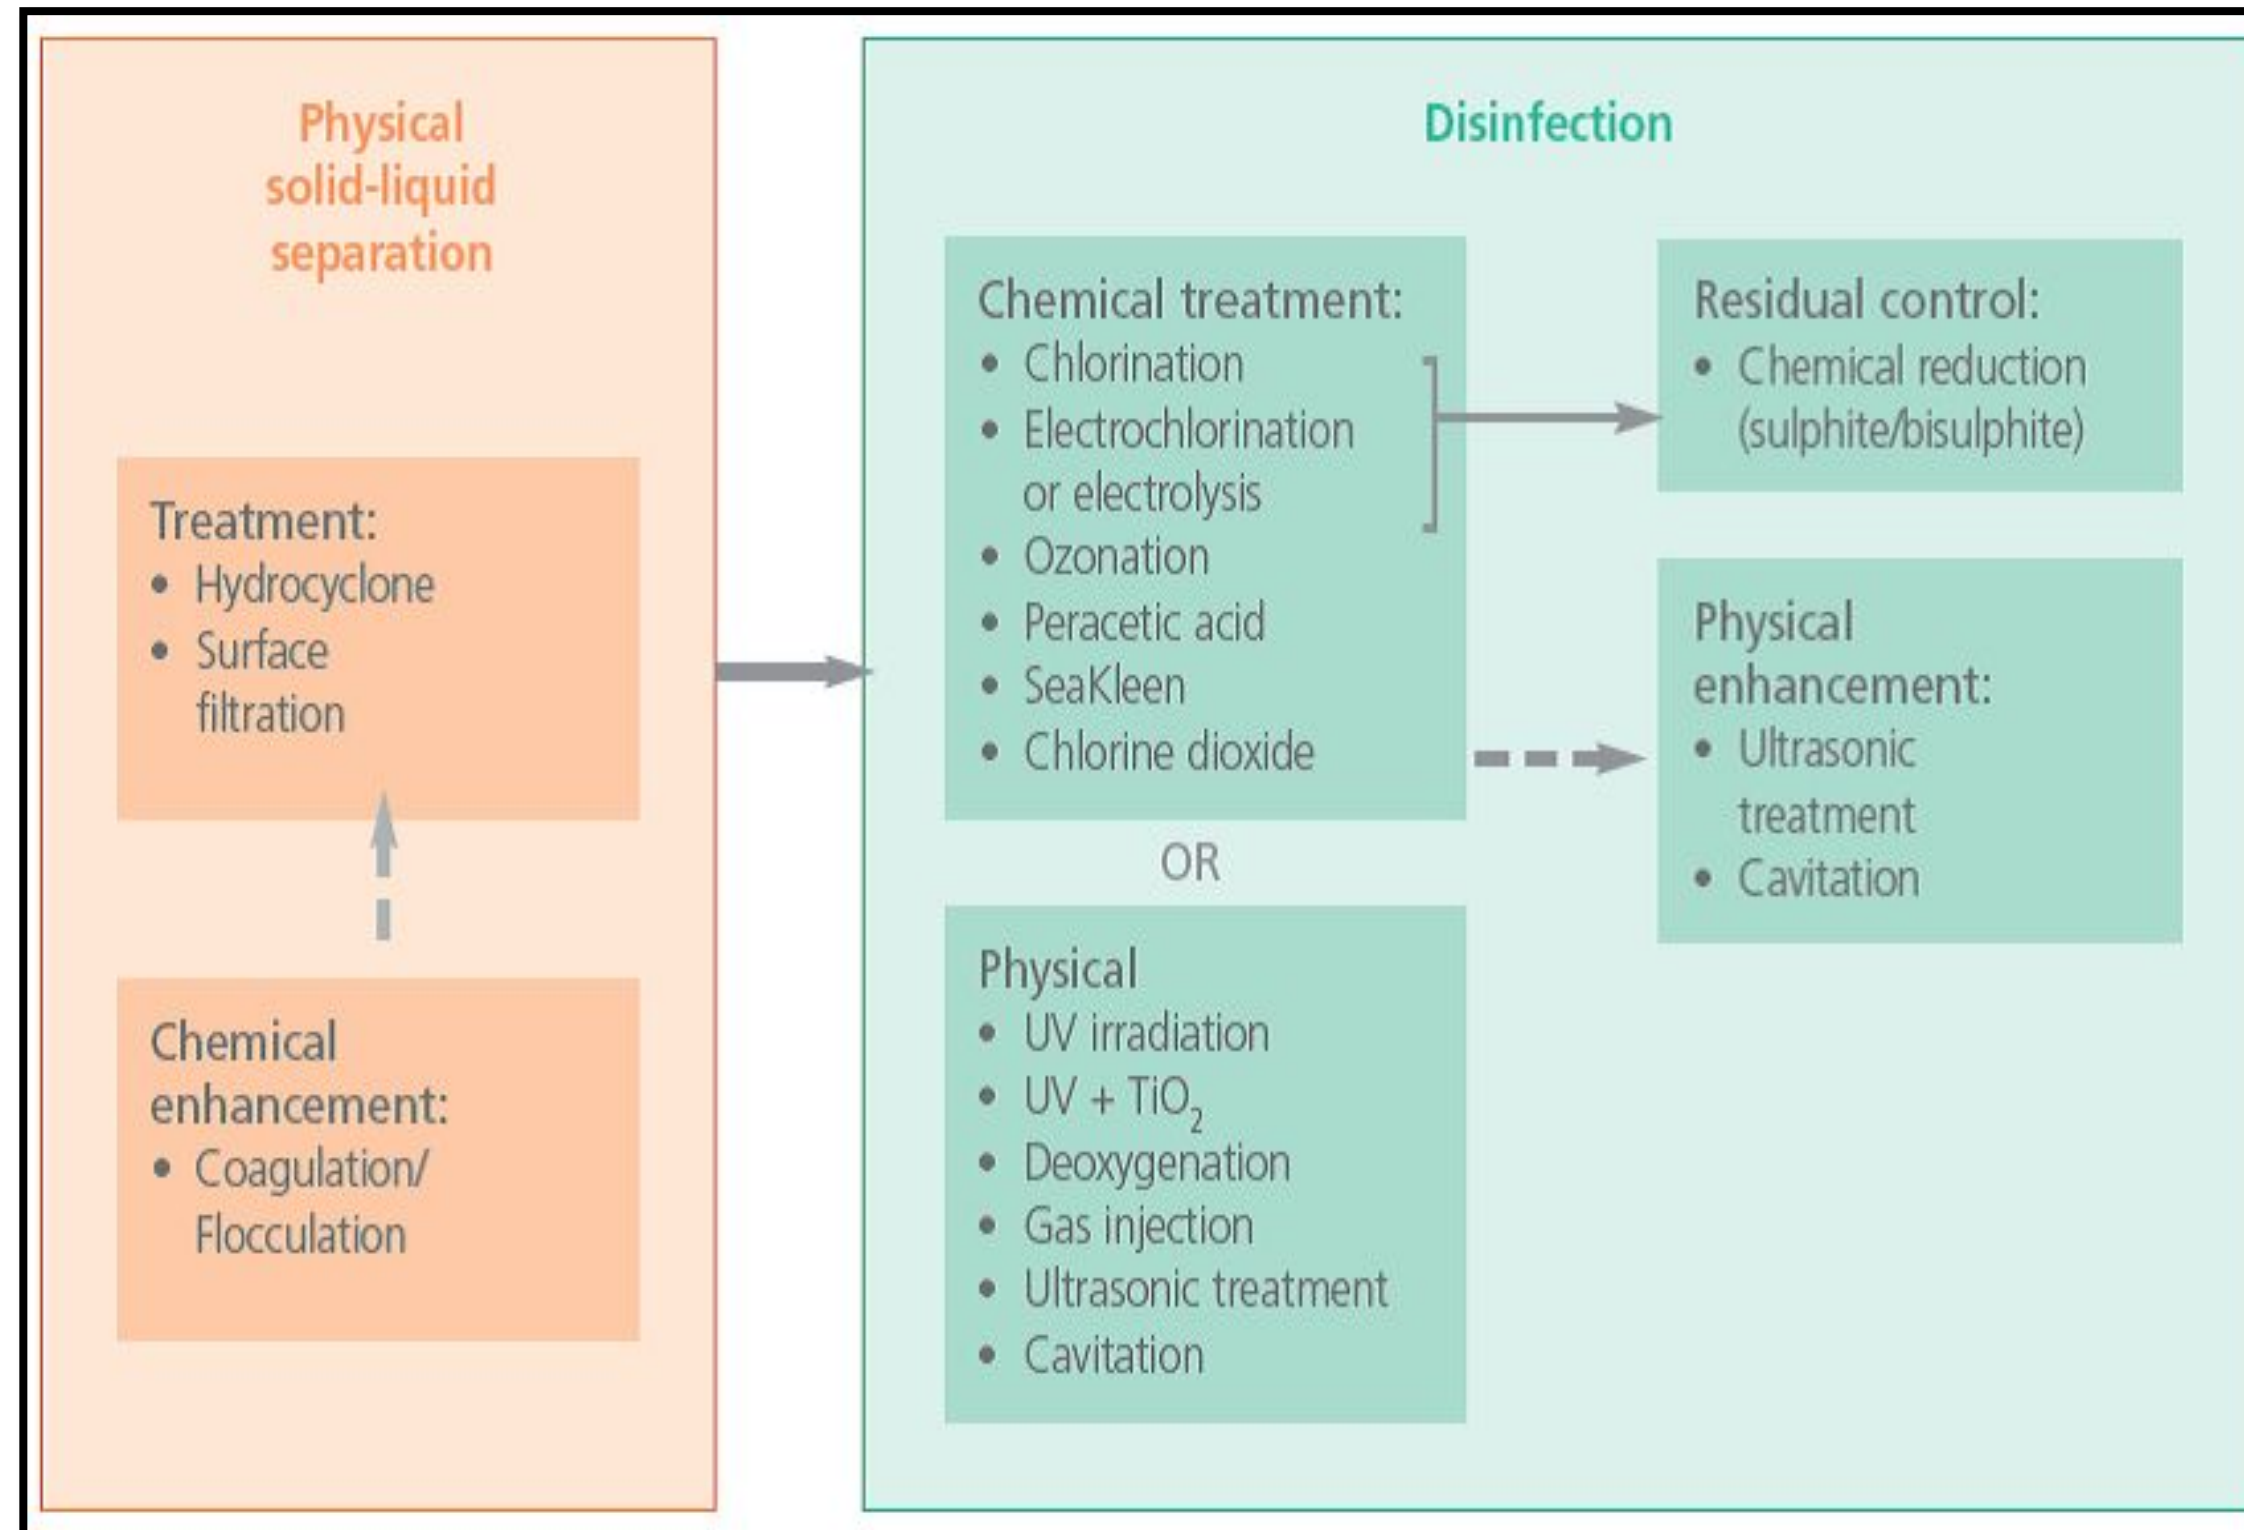 Physical
solid-liquid
separation
Treatment:
• Hydrocyclone
• Surface
filtration
Chemical
enhancement:
• Coagulation/
Flocculation
Disinfection
Chemical treatment:
• Chlorination
• Electrochlorination
or electrolysis
• Ozonation
• Peracetic acid
• SeaKleen
• Chlorine dioxide
OR
Physical
• UV irradiation
• UV + TiO₂
• Deoxygenation
• Gas injection
• Ultrasonic treatment
• Cavitation
Residual control:
• Chemical reduction
(sulphite/bisulphite)
Physical
enhancement:
• Ultrasonic
treatment
• Cavitation